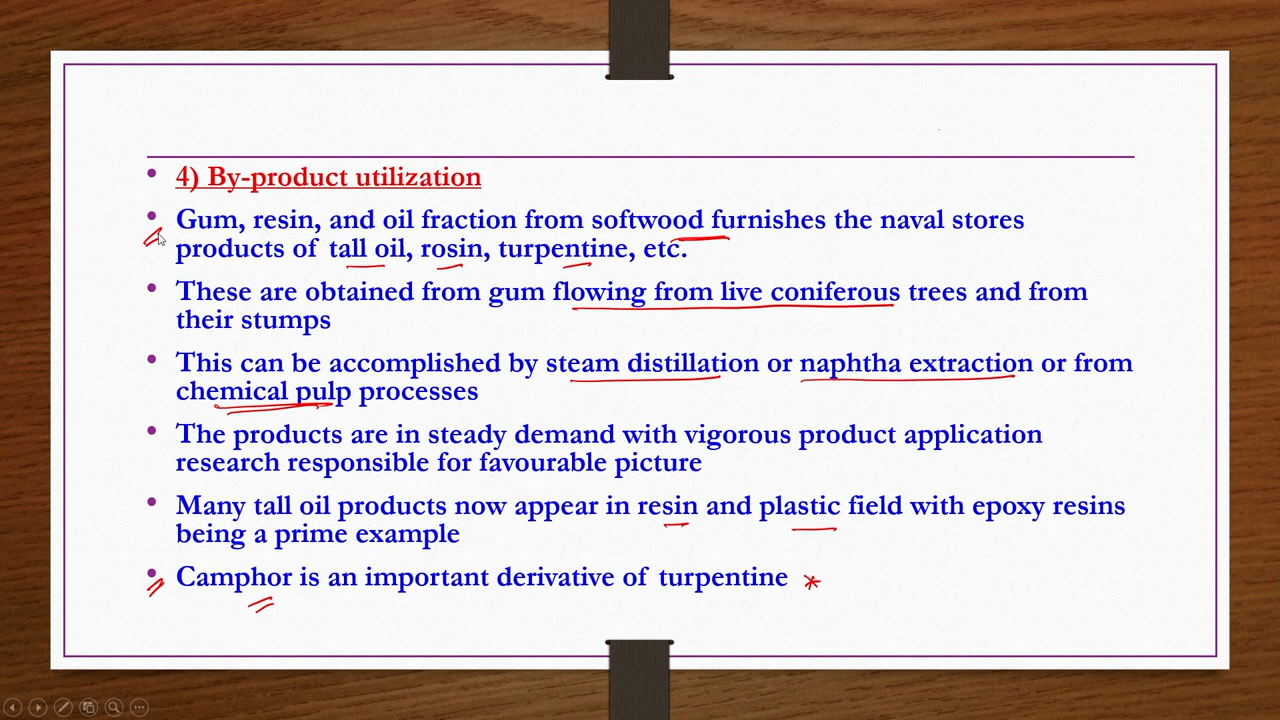 4) By-product utilization
Gum, resin, and oil fraction from softwood furnishes the naval stores
products of tall oil, rosin, turpentine, etc.
These are obtained from gum flowing from live coniferous trees and from
their stumps
This can be accomplished by steam distillation or naphtha extraction or from
chemical pulp processes
The products are in steady demand with vigorous product application
research responsible for favourable picture
Many tall oil products now appear in resin and plastic field with epoxy resins
being a prime example
Camphor is an important derivative of turpentine *